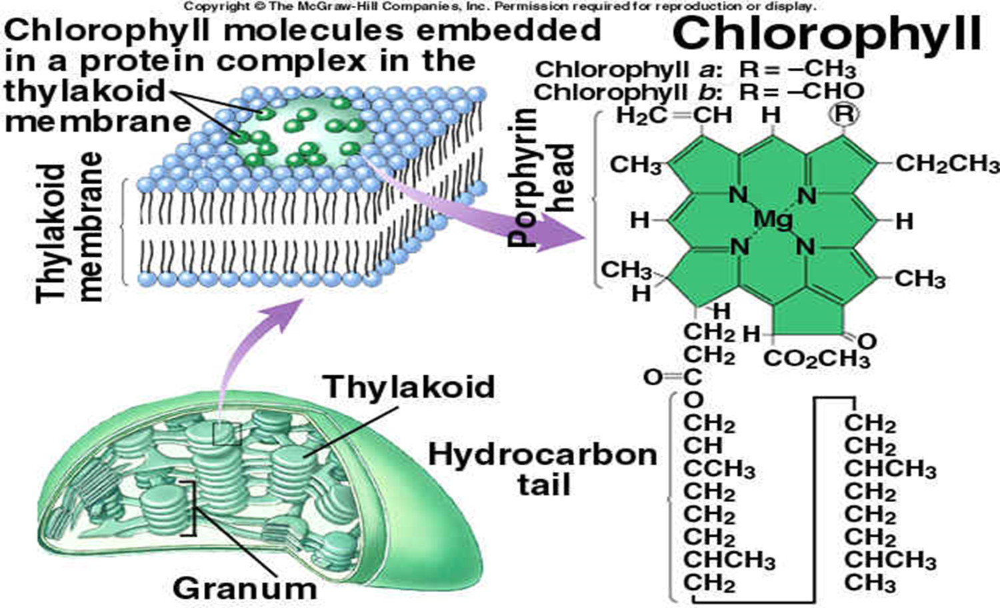 Copyright © The McGraw-Hill Companies, Inc. Permission required for reproduction or display.
Chlorophyll molecules embedded
in a protein complex in the
thylakoid
membrane
Chlorophyll
Chlorophyll a: R = –CH3
Chlorophyll b: R = –CHO
Thylakoid
membrane
Porphyrin
head
H2C=CH
H
R
CH3
CH2CH3
N
N
H
Mg
H
N
N
CH3
CH3
H
H
CH2
H
CH2
O
CO2CH3
O=C
O
CH2
CH
CCH3
CH2
CH2
CH2
CHCH3
CH2
CH2
CH2
CHCH3
CH2
CH2
CH2
CHCH3
CH3
Hydrocarbon
tail
Thylakoid
Granum